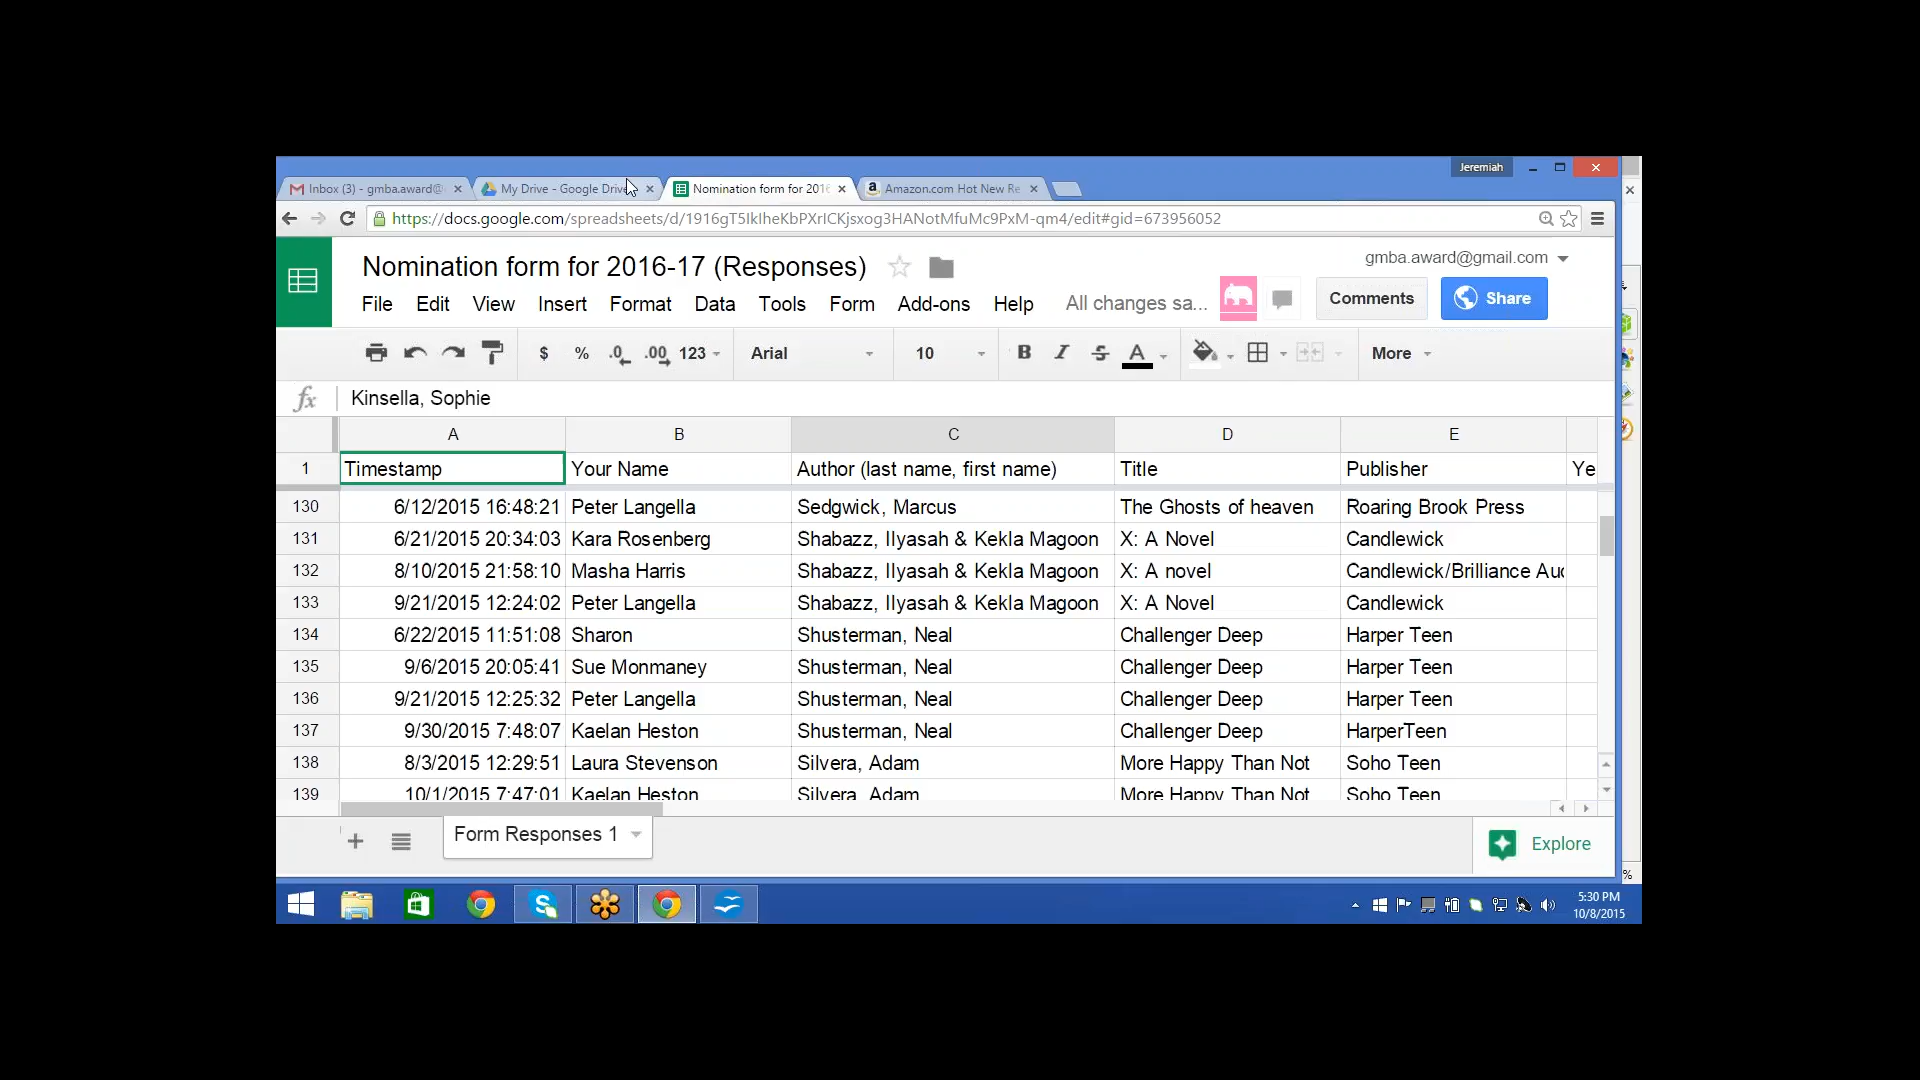 Jeremiah
Inbox (3) - gmba.award@
My Drive - Google Drive
Nomination form for 2016
Amazon.com Hot New Re
https://docs.google.com/spreadsheets/d/1916gT5IkIheKbPXrICKjsxog3HANotMfuMc9PxM-qm4/edit#gid=673956052
Nomination form for 2016-17 (Responses)
gmba.award@gmail.com
File Edit View Insert Format Data Tools Form Add-ons Help All changes sa... Comments Share
$ % .0 .00 123 Arial 10 B I S A More
fx Kinsella, Sophie
A B C D E
1 Timestamp Your Name Author (last name, first name) Title Publisher Ye
130 6/12/2015 16:48:21 Peter Langella Sedgwick, Marcus The Ghosts of heaven Roaring Brook Press
131 6/21/2015 20:34:03 Kara Rosenberg Shabazz, Ilyasah & Kekla Magoon X: A Novel Candlewick
132 8/10/2015 21:58:10 Masha Harris Shabazz, Ilyasah & Kekla Magoon X: A novel Candlewick/Brilliance Aud
133 9/21/2015 12:24:02 Peter Langella Shabazz, Ilyasah & Kekla Magoon X: A Novel Candlewick
134 6/22/2015 11:51:08 Sharon Shusterman, Neal Challenger Deep Harper Teen
135 9/6/2015 20:05:41 Sue Monmaney Shusterman, Neal Challenger Deep Harper Teen
136 9/21/2015 12:25:32 Peter Langella Shusterman, Neal Challenger Deep Harper Teen
137 9/30/2015 7:48:07 Kaelan Heston Shusterman, Neal Challenger Deep HarperTeen
138 8/3/2015 12:29:51 Laura Stevenson Silvera, Adam More Happy Than Not Soho Teen
139 10/1/2015 7:47:01 Kaelan Heston Silvera, Adam More Happy Than Not Soho Teen
Form Responses 1
Explore
%
5:30 PM
10/8/2015